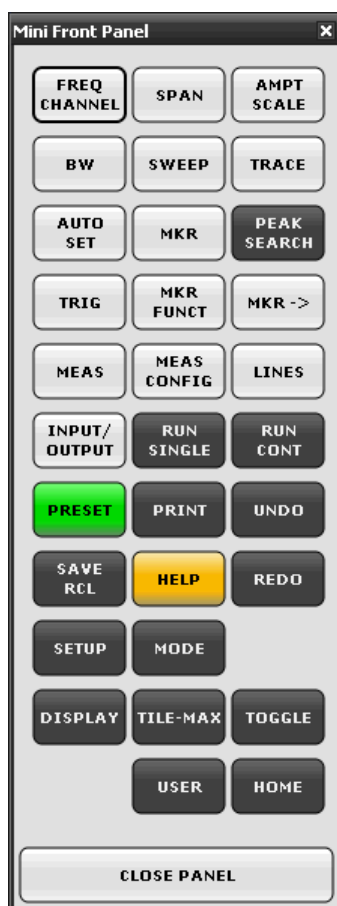 Mini Front Panel
FREQ
CHANNEL
SPAN
AMPT
SCALE
BW
SWEEP
TRACE
AUTO
SET
MKR
PEAK
SEARCH
TRIG
MKR
FUNCT
MKR ->
MEAS
MEAS
CONFIG
LINES
INPUT/
OUTPUT
RUN
SINGLE
RUN
CONT
PRESET
PRINT
UNDO
SAVE
RCL
HELP
REDO
SETUP
MODE
DISPLAY
TILE-MAX
TOGGLE
USER
HOME
CLOSE PANEL